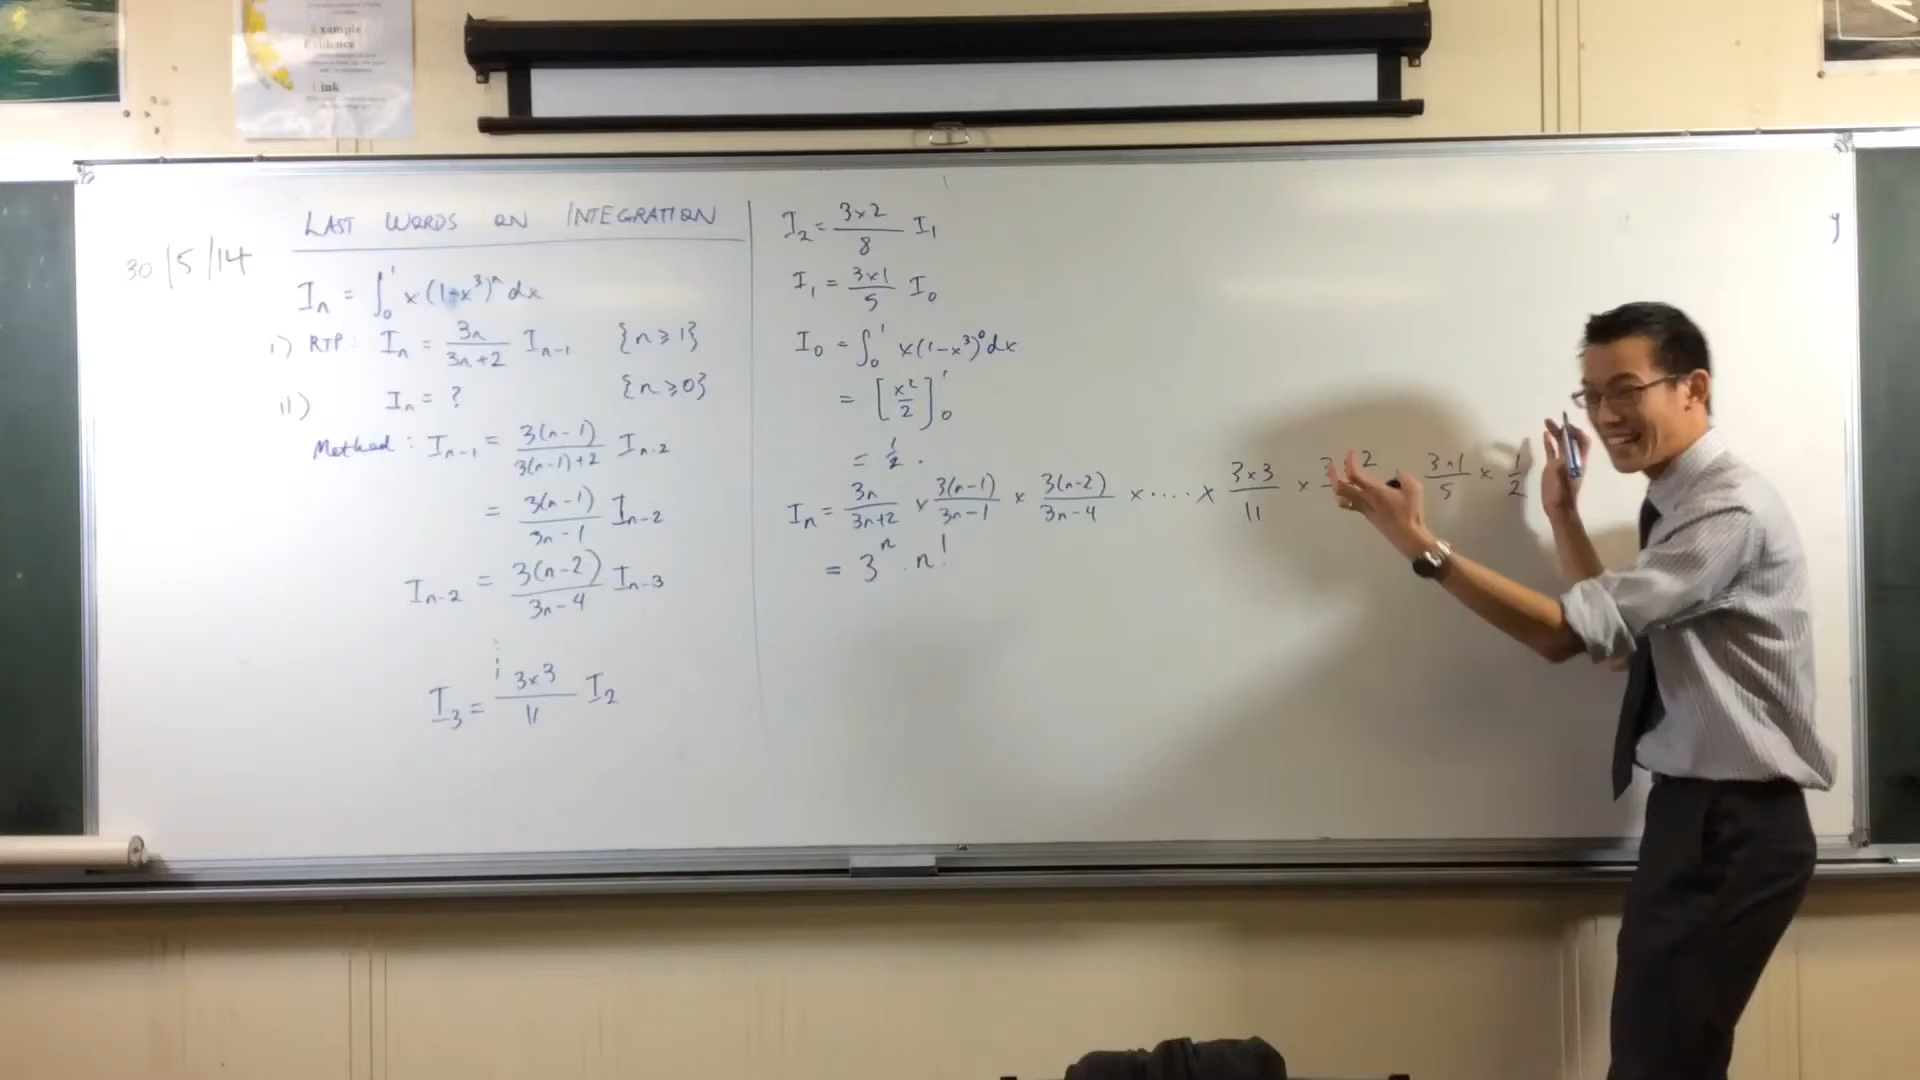 Example
Evidence
Link
30/5/14
LAST WORDS ON INTEGRATION
Iₙ = ∫₀¹ x(1-x³)ⁿ dx
i) RTP: Iₙ = 3n/(3n+2) Iₙ₋₁ {n ≥ 1}
ii) Iₙ = ? {n ≥ 0}
Method: Iₙ₋₁ = 3(n-1)/(3(n-1)+2) Iₙ₋₂
= 3(n-1)/(3n-1) Iₙ₋₂
Iₙ₋₂ = 3(n-2)/(3n-4) Iₙ₋₃
⋮
I₃ = 3×3/11 I₂
I₂ = 3×2/8 I₁
I₁ = 3×1/5 I₀
I₀ = ∫₀¹ x(1-x³)⁰ dx
= [x²/2]₀¹
= 1/2.
Iₙ = 3n/(3n+2) × 3(n-1)/(3n-1) × 3(n-2)/(3n-4) × .... × 3×3/11 × 3×1/5 × 1/2
= 3ⁿ . n!
y